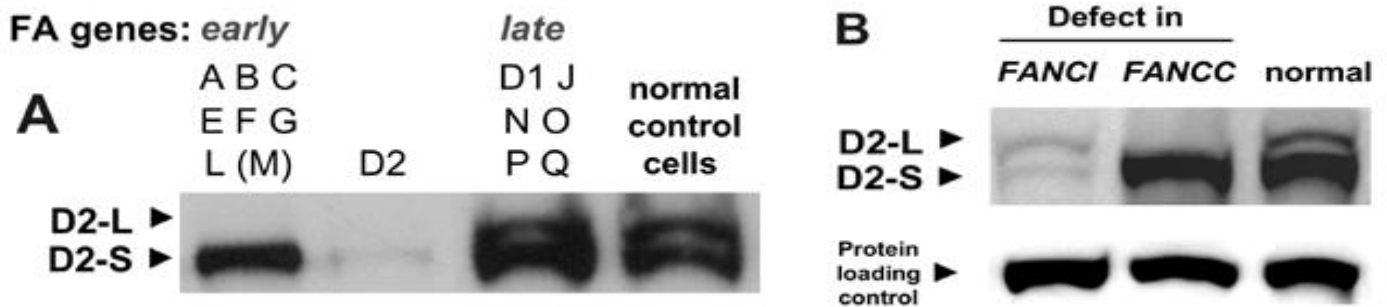 FA genes: early late
A B C D1 J normal
A E F G N O control
L (M) D2 P Q cells
D2-L ►
D2-S ►
B Defect in
FANCI FANCC normal
D2-L ►
D2-S ►
Protein
loading ►
control